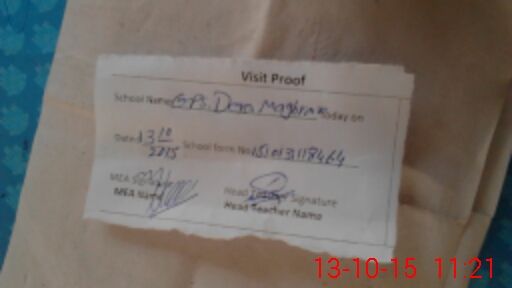 Visit Proof
School Name GPS. Dera Maghra Today on
Date 13 10 2015 School form No
MEA
MEA Name
Head Teacher Signature
Head Teacher Name
13-10-15 11:21